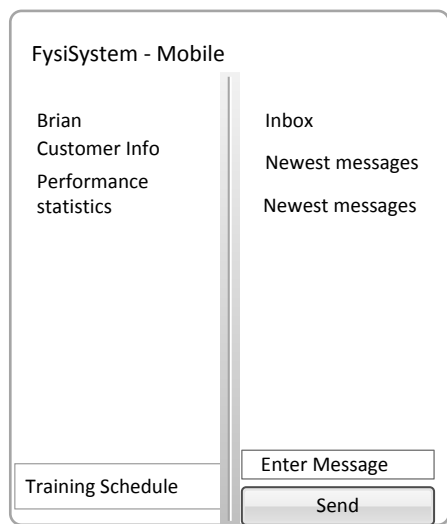 FysiSystem - Mobile
Brian
Customer Info
Performance
statistics
Training Schedule
Inbox
Newest messages
Newest messages
Enter Message
Send